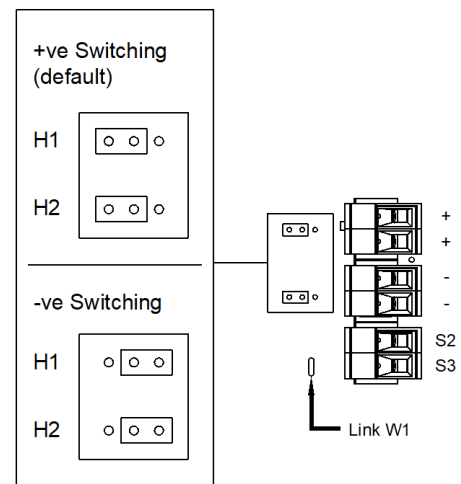 +ve Switching
(default)
H1
H2
-ve Switching
H1
H2
+
+
-
-
S2
S3
Link W1